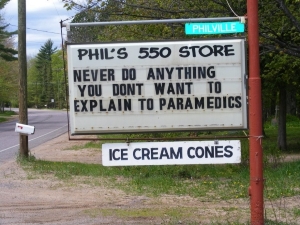 PHILVILLE
PHIL'S 550 STORE
NEVER DO ANYTHING
YOU DONT WANT TO
EXPLAIN TO PARAMEDICS
ICE CREAM CONES